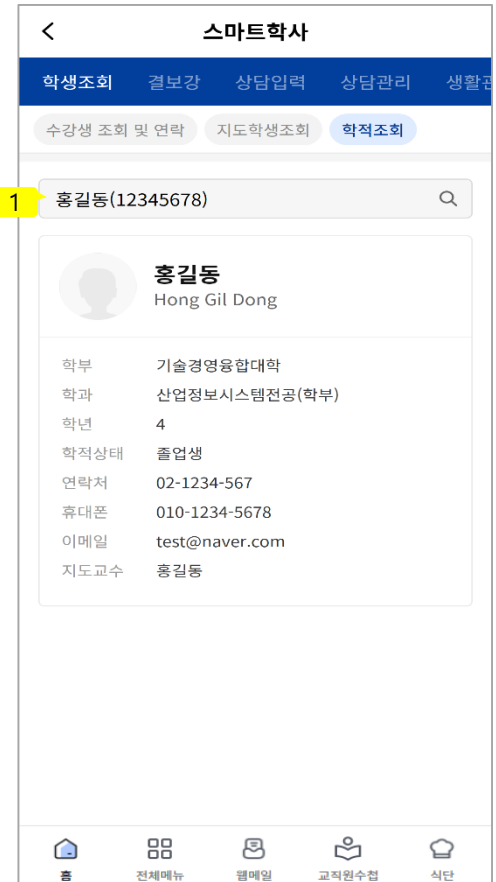 스마트학사
학생조회 결보강 상담입력 상담관리 생활관
수강생 조회 및 연락 지도학생조회 학적조회
1 홍길동(12345678)
홍길동
Hong Gil Dong
학부 기술경영융합대학
학과 산업정보시스템전공(학부)
학년 4
학적상태 졸업생
연락처 02-1234-567
휴대폰 010-1234-5678
이메일 test@naver.com
지도교수 홍길동
홈 전체메뉴 웹메일 교직원수첩 식단